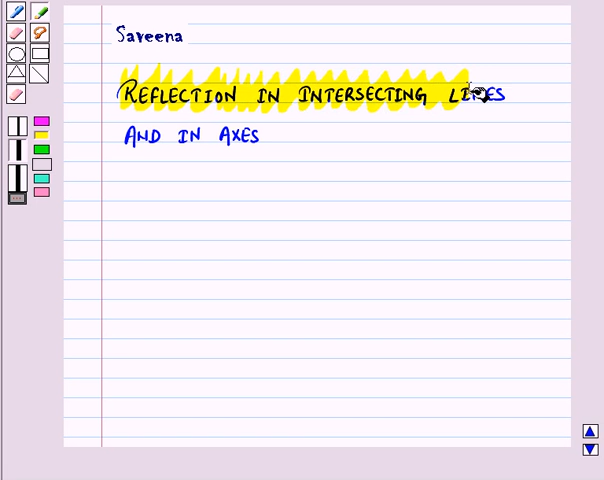 Saveena
REFLECTION IN INTERSECTING LINES
AND IN AXES